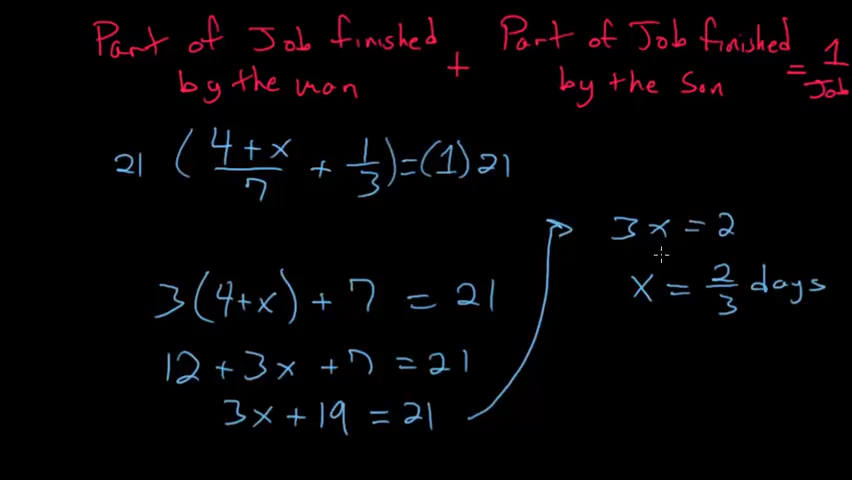 Part of Job finished by the man + Part of Job finished by the Son = 1 Job
21 ( 4+x/7 + 1/3 ) = (1) 21
3(4+x) + 7 = 21
12 + 3x + 7 = 21
3x + 19 = 21
3x = 2
x = 2/3 days